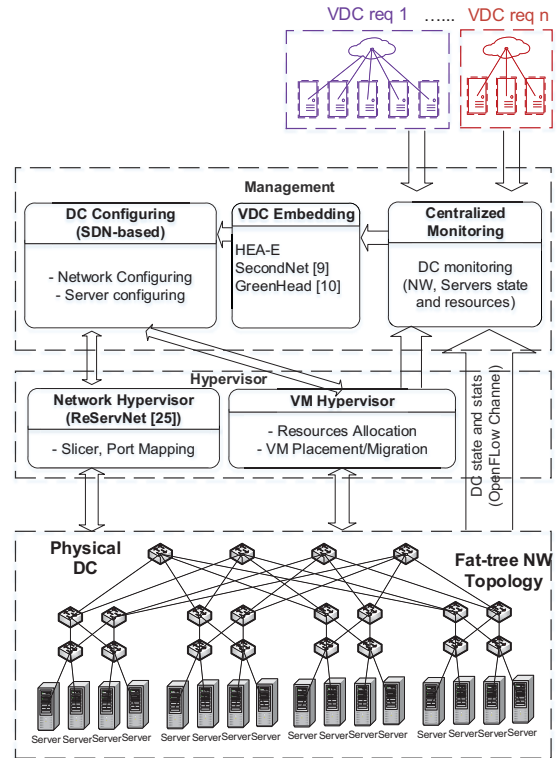 VDC req 1 ...... VDC req n
Management
DC Configuring
(SDN-based)
- Network Configuring
- Server configuring
VDC Embedding
HEA-E
SecondNet [9]
GreenHead [10]
Centralized
Monitoring
DC monitoring
(NW, Servers state
and resources)
Hypervisor
Network Hypervisor
(ReServNet [25])
- Slicer, Port Mapping
VM Hypervisor
- Resources Allocation
- VM Placement/Migration
DC state and stats
(OpenFLow Channel)
Physical
DC
Fat-tree NW
Topology
Server Server Server Server Server Server Server Server Server Server Server Server Server Server Server Server